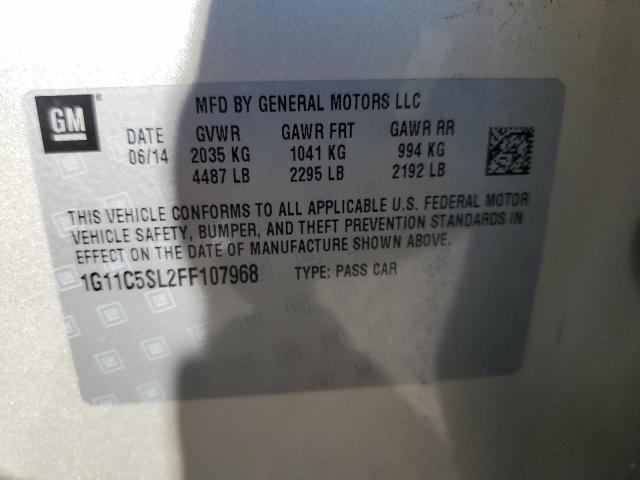 GM®
MFD BY GENERAL MOTORS LLC
DATE GVWR GAWR FRT GAWR RR
06/14 2035 KG 1041 KG 994 KG
4487 LB 2295 LB 2192 LB
THIS VEHICLE CONFORMS TO ALL APPLICABLE U.S. FEDERAL MOTOR
VEHICLE SAFETY, BUMPER, AND THEFT PREVENTION STANDARDS IN
EFFECT ON THE DATE OF MANUFACTURE SHOWN ABOVE.
1G11C5SL2FF107968 TYPE: PASS CAR